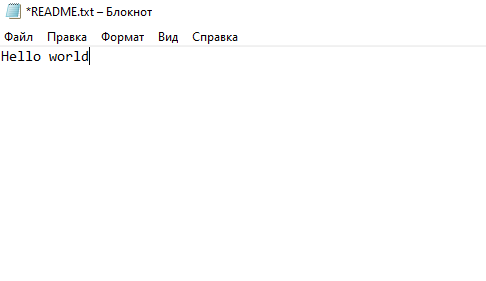 *README.txt – Блокнот
Файл Правка Формат Вид Справка
Hello world